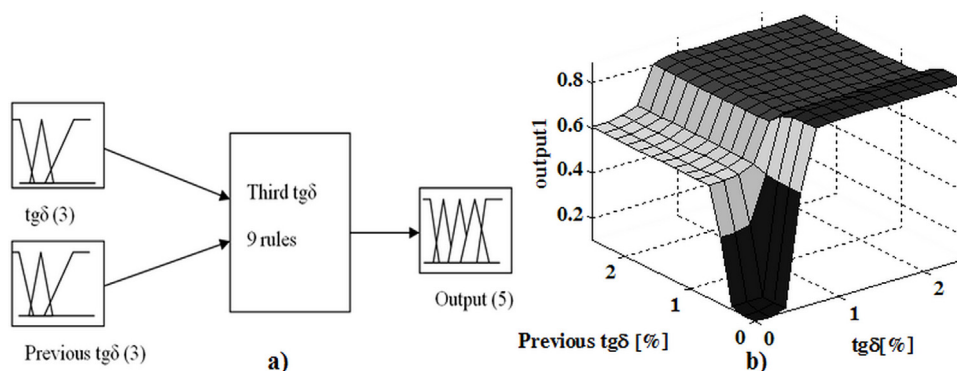 tgδ (3)
Previous tgδ (3)
Third tgδ
9 rules
Output (5)
a)
output1
0.8
0.6
0.4
0.2
2
1
0
0
1
2
Previous tgδ [%]
tgδ[%]
b)